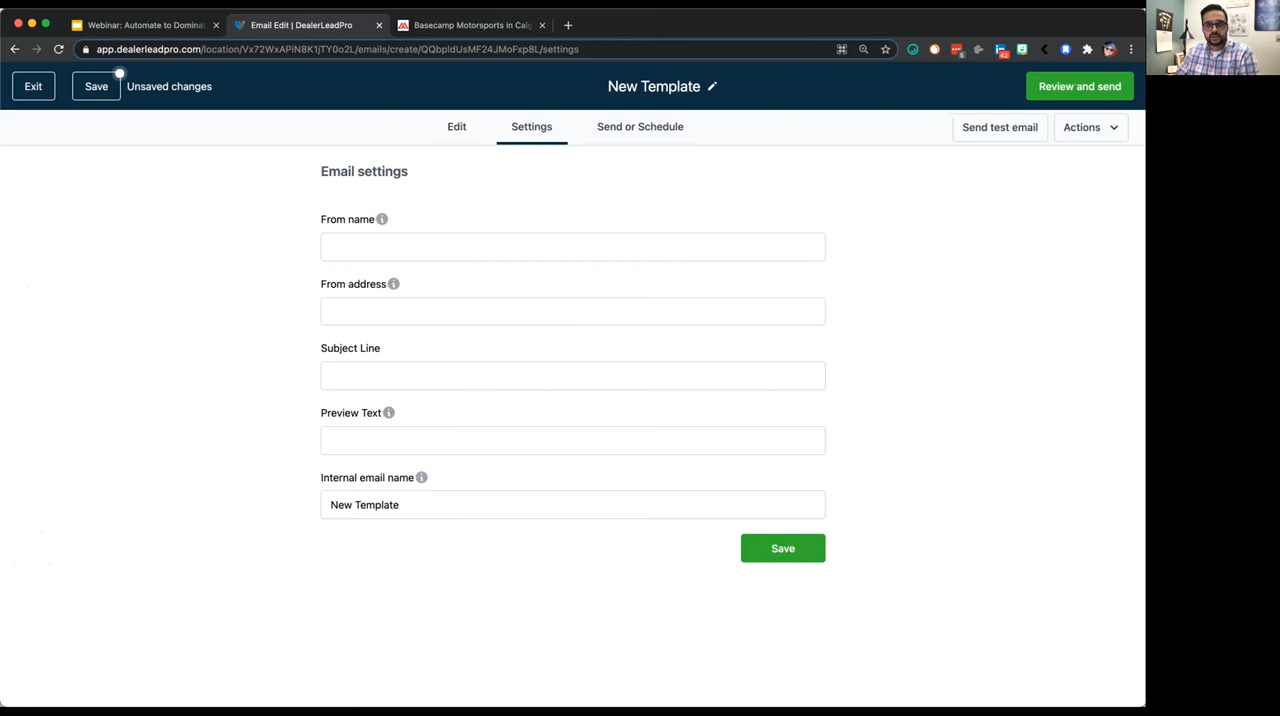 Webinar: Automate to Dominat
Email Edit | DealerLeadPro
Basecamp Motorsports in Calg
app.dealerleadpro.com/location/Vx72WxAPiN8K1jTY0o2L/emails/create/QQbpIdUsMF24JMoFxp8L/settings
Exit
Save
Unsaved changes
New Template
Review and send
Edit
Settings
Send or Schedule
Send test email
Actions
Email settings
From name
From address
Subject Line
Preview Text
Internal email name
New Template
Save